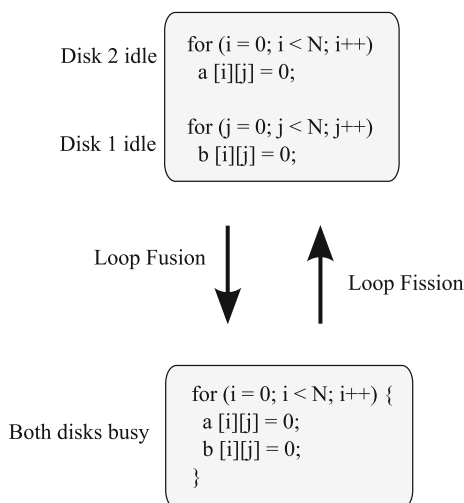 Disk 2 idle
for (i = 0; i < N; i++)
a [i][j] = 0;
Disk 1 idle
for (j = 0; j < N; j++)
b [i][j] = 0;
Loop Fusion
Loop Fission
for (i = 0; i < N; i++) {
a [i][j] = 0;
Both disks busy
b [i][j] = 0;
}